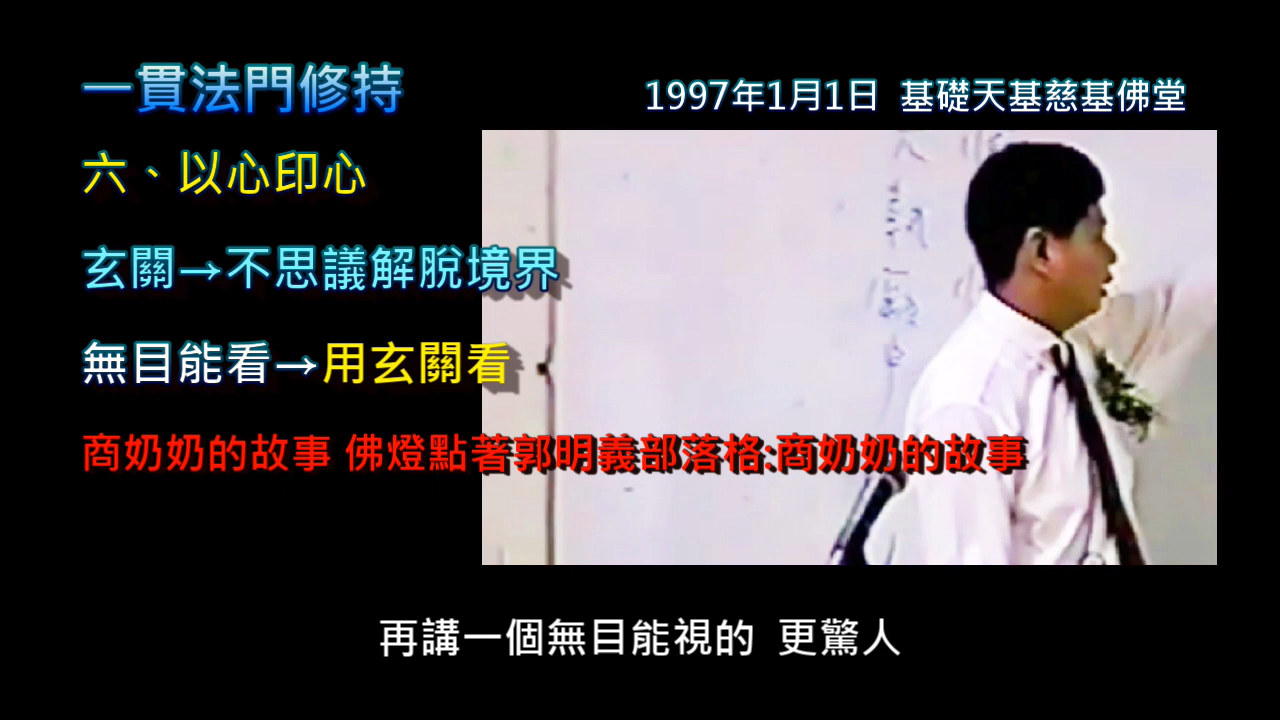 一貫法門修持
1997年1月1日 基礎天基慈基佛堂
六、以心印心
玄關→不思議解脫境界
無目能看→用玄關看
商奶奶的故事 佛燈點著郭明義部落格:商奶奶的故事
再講一個無目能視的 更驚人